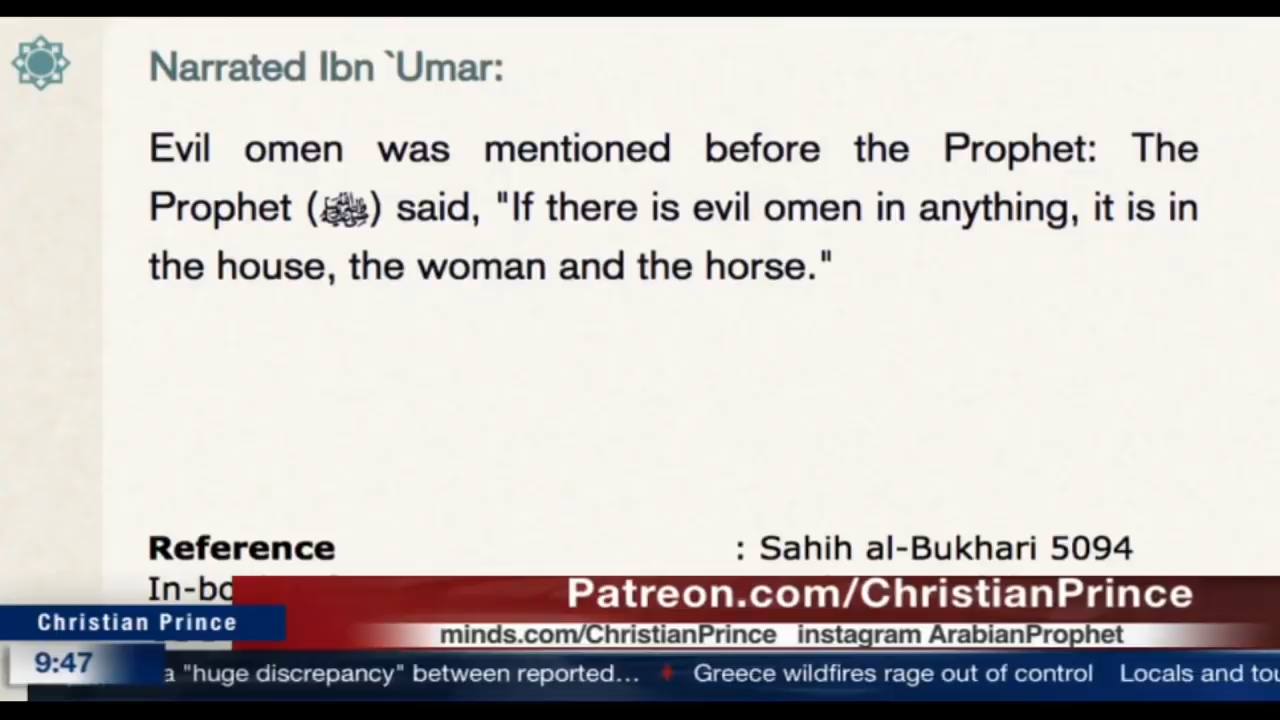 Narrated Ibn `Umar:
Evil omen was mentioned before the Prophet: The
Prophet (ﷺ) said, "If there is evil omen in anything, it is in
the house, the woman and the horse."
Reference : Sahih al-Bukhari 5094
In-bo
Patreon.com/ChristianPrince
Christian Prince
minds.com/ChristianPrince instagram ArabianProphet
9:47
a "huge discrepancy" between reported... Greece wildfires rage out of control Locals and tou